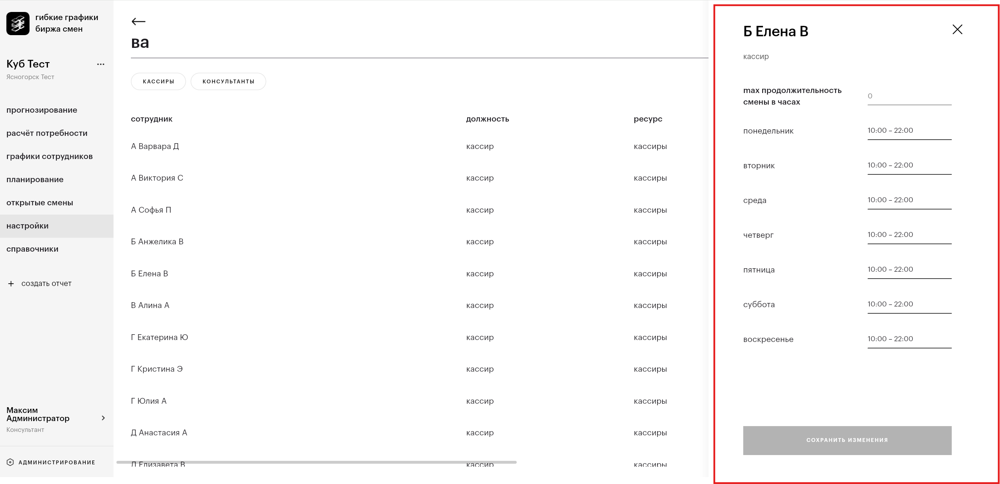 гибкие графики
биржа смен
Куб Тест
Ясногорск Тест
прогнозирование
расчёт потребности
графики сотрудников
планирование
открытые смены
настройки
справочники
+ создать отчет
Максим
Администратор
Консультант
АДМИНИСТРИРОВАНИЕ
ва
КАССИРЫ КОНСУЛЬТАНТЫ
сотрудник должность ресурс
А Варвара Д кассир кассиры
А Виктория С кассир кассиры
А Софья П кассир кассиры
Б Анжелика В кассир кассиры
Б Елена В кассир кассиры
В Алина А кассир кассиры
Г Екатерина Ю кассир кассиры
Г Кристина Э кассир кассиры
Г Юлия А кассир кассиры
Д Анастасия А кассир кассиры
Д Елизавета В кассир кассиры
Б Елена В
кассир
max продолжительность
смены в часах 0
понедельник 10:00 – 22:00
вторник 10:00 – 22:00
среда 10:00 – 22:00
четверг 10:00 – 22:00
пятница 10:00 – 22:00
суббота 10:00 – 22:00
воскресенье 10:00 – 22:00
СОХРАНИТЬ ИЗМЕНЕНИЯ